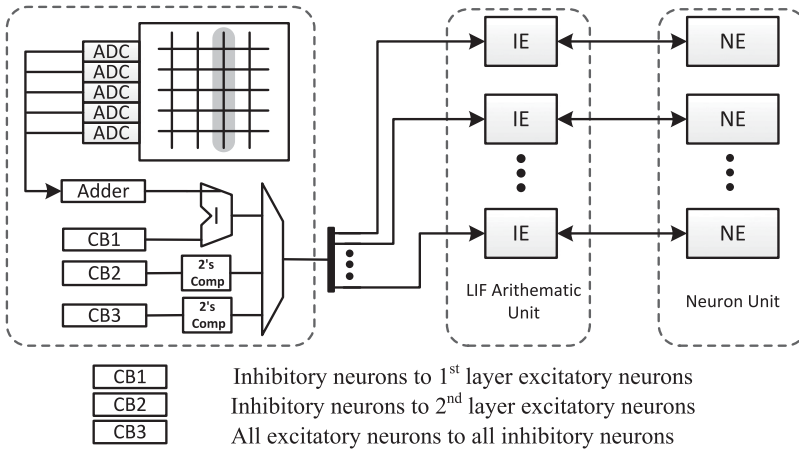 ADC
ADC
ADC
ADC
ADC
Adder
CB1
CB2
CB3
2's
Comp
2's
Comp
IE
IE
IE
NE
NE
NE
LIF Arithematic
Unit
Neuron Unit
CB1 Inhibitory neurons to 1st layer excitatory neurons
CB2 Inhibitory neurons to 2nd layer excitatory neurons
CB3 All excitatory neurons to all inhibitory neurons